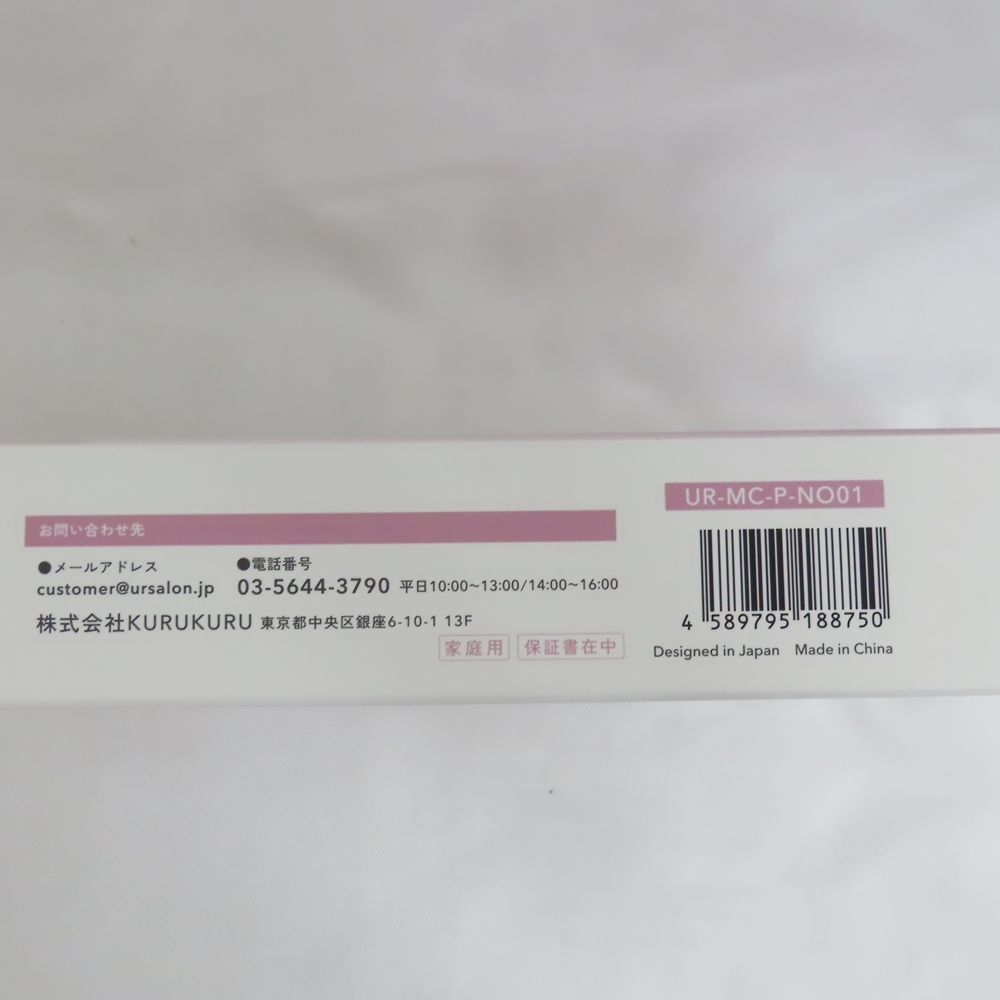 お問い合わせ先
●メールアドレス
customer@ursalon.jp
●電話番号
03-5644-3790 平日10:00~13:00/14:00~16:00
株式会社KURUKURU 東京都中央区銀座6-10-1 13F
家庭用 保証書在中
UR-MC-P-NO01
4 589795 188750
Designed in Japan Made in China